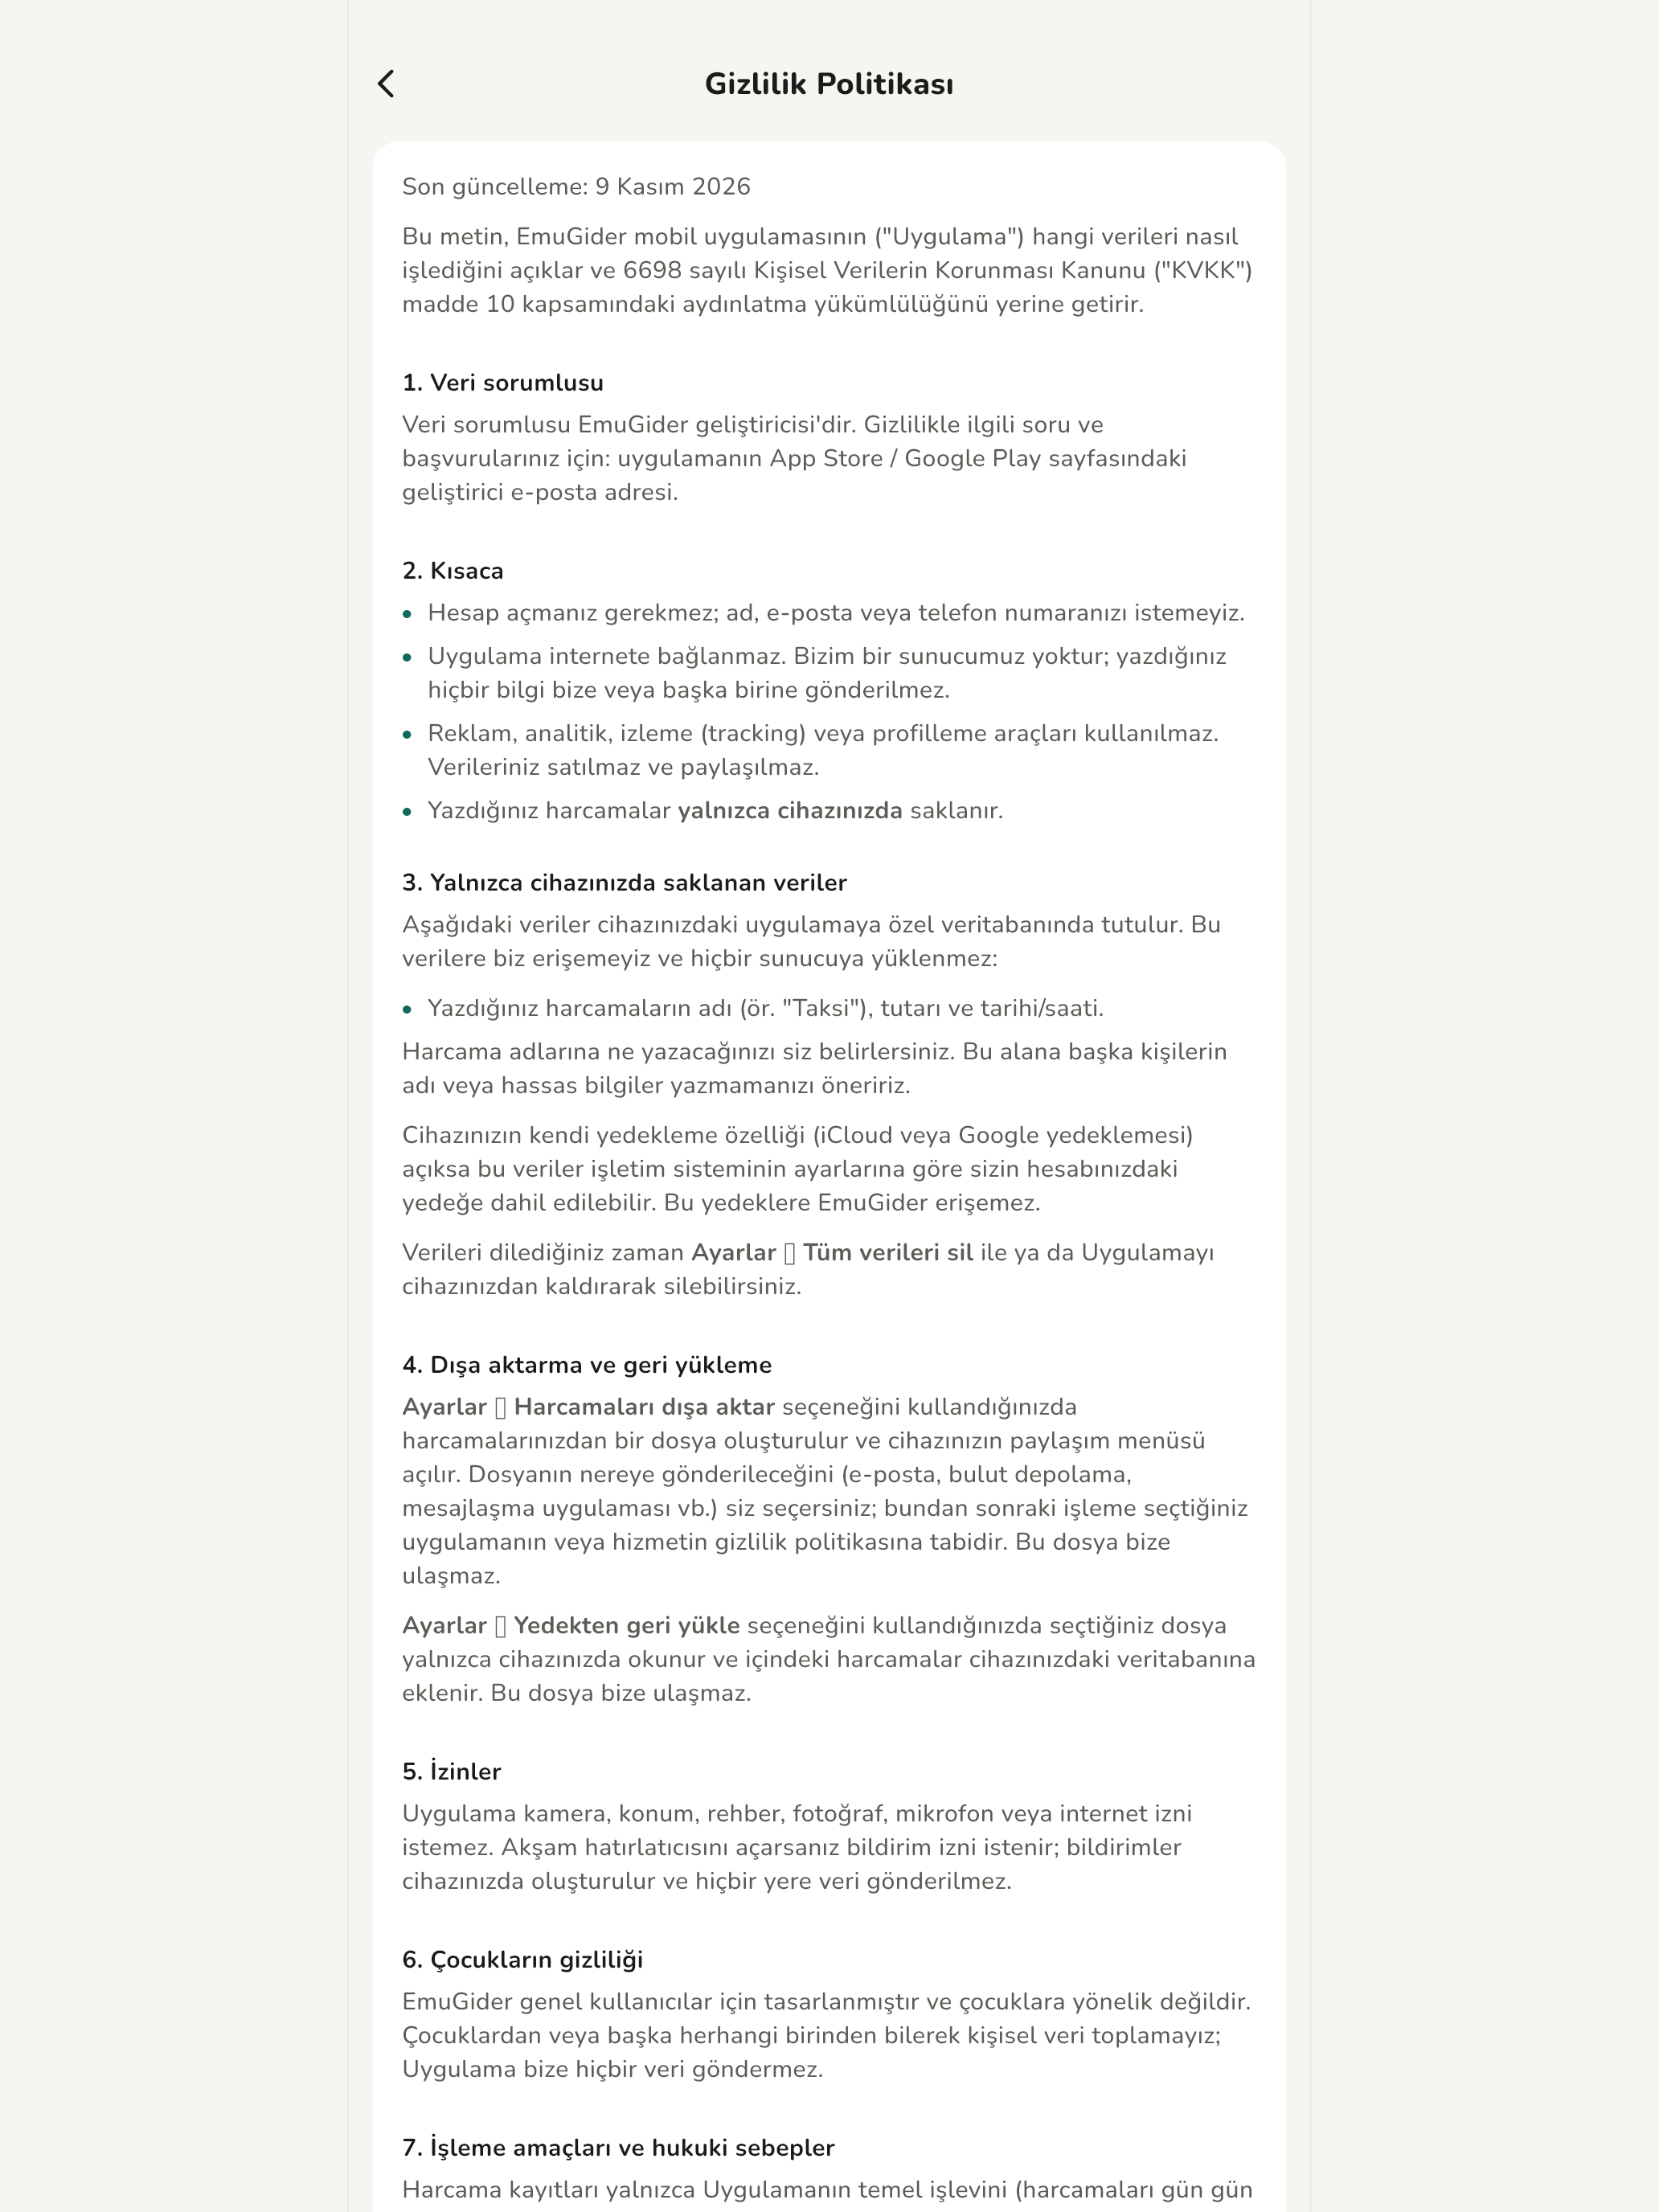 Gizlilik Politikası
Son güncelleme: 9 Kasım 2026
Bu metin, EmuGider mobil uygulamasının ("Uygulama") hangi verileri nasıl
işlediğini açıklar ve 6698 sayılı Kişisel Verilerin Korunması Kanunu ("KVKK")
madde 10 kapsamındaki aydınlatma yükümlülüğünü yerine getirir.
1. Veri sorumlusu
Veri sorumlusu EmuGider geliştiricisi'dir. Gizlilikle ilgili soru ve
başvurularınız için: uygulamanın App Store / Google Play sayfasındaki
geliştirici e-posta adresi.
2. Kısaca
• Hesap açmanız gerekmez; ad, e-posta veya telefon numaranızı istemeyiz.
• Uygulama internete bağlanmaz. Bizim bir sunucumuz yoktur; yazdığınız
hiçbir bilgi bize veya başka birine gönderilmez.
• Reklam, analitik, izleme (tracking) veya profilleme araçları kullanılmaz.
Verileriniz satılmaz ve paylaşılmaz.
• Yazdığınız harcamalar yalnızca cihazınızda saklanır.
3. Yalnızca cihazınızda saklanan veriler
Aşağıdaki veriler cihazınızdaki uygulamaya özel veritabanında tutulur. Bu
verilere biz erişemeyiz ve hiçbir sunucuya yüklenmez:
• Yazdığınız harcamaların adı (ör. "Taksi"), tutarı ve tarihi/saati.
Harcama adlarına ne yazacağınızı siz belirlersiniz. Bu alana başka kişilerin
adı veya hassas bilgiler yazmamanızı öneririz.
Cihazınızın kendi yedekleme özelliği (iCloud veya Google yedeklemesi)
açıksa bu veriler işletim sisteminin ayarlarına göre sizin hesabınızdaki
yedeğe dahil edilebilir. Bu yedeklere EmuGider erişemez.
Verileri dilediğiniz zaman Ayarlar ▯ Tüm verileri sil ile ya da Uygulamayı
cihazınızdan kaldırarak silebilirsiniz.
4. Dışa aktarma ve geri yükleme
Ayarlar ▯ Harcamaları dışa aktar seçeneğini kullandığınızda
harcamalarınızdan bir dosya oluşturulur ve cihazınızın paylaşım menüsü
açılır. Dosyanın nereye gönderileceğini (e-posta, bulut depolama,
mesajlaşma uygulaması vb.) siz seçersiniz; bundan sonraki işleme seçtiğiniz
uygulamanın veya hizmetin gizlilik politikasına tabidir. Bu dosya bize
ulaşmaz.
Ayarlar ▯ Yedekten geri yükle seçeneğini kullandığınızda seçtiğiniz dosya
yalnızca cihazınızda okunur ve içindeki harcamalar cihazınızdaki veritabanına
eklenir. Bu dosya bize ulaşmaz.
5. İzinler
Uygulama kamera, konum, rehber, fotoğraf, mikrofon veya internet izni
istemez. Akşam hatırlatıcısını açarsanız bildirim izni istenir; bildirimler
cihazınızda oluşturulur ve hiçbir yere veri gönderilmez.
6. Çocukların gizliliği
EmuGider genel kullanıcılar için tasarlanmıştır ve çocuklara yönelik değildir.
Çocuklardan veya başka herhangi birinden bilerek kişisel veri toplamayız;
Uygulama bize hiçbir veri göndermez.
7. İşleme amaçları ve hukuki sebepler
Harcama kayıtları yalnızca Uygulamanın temel işlevini (harcamaları gün gün